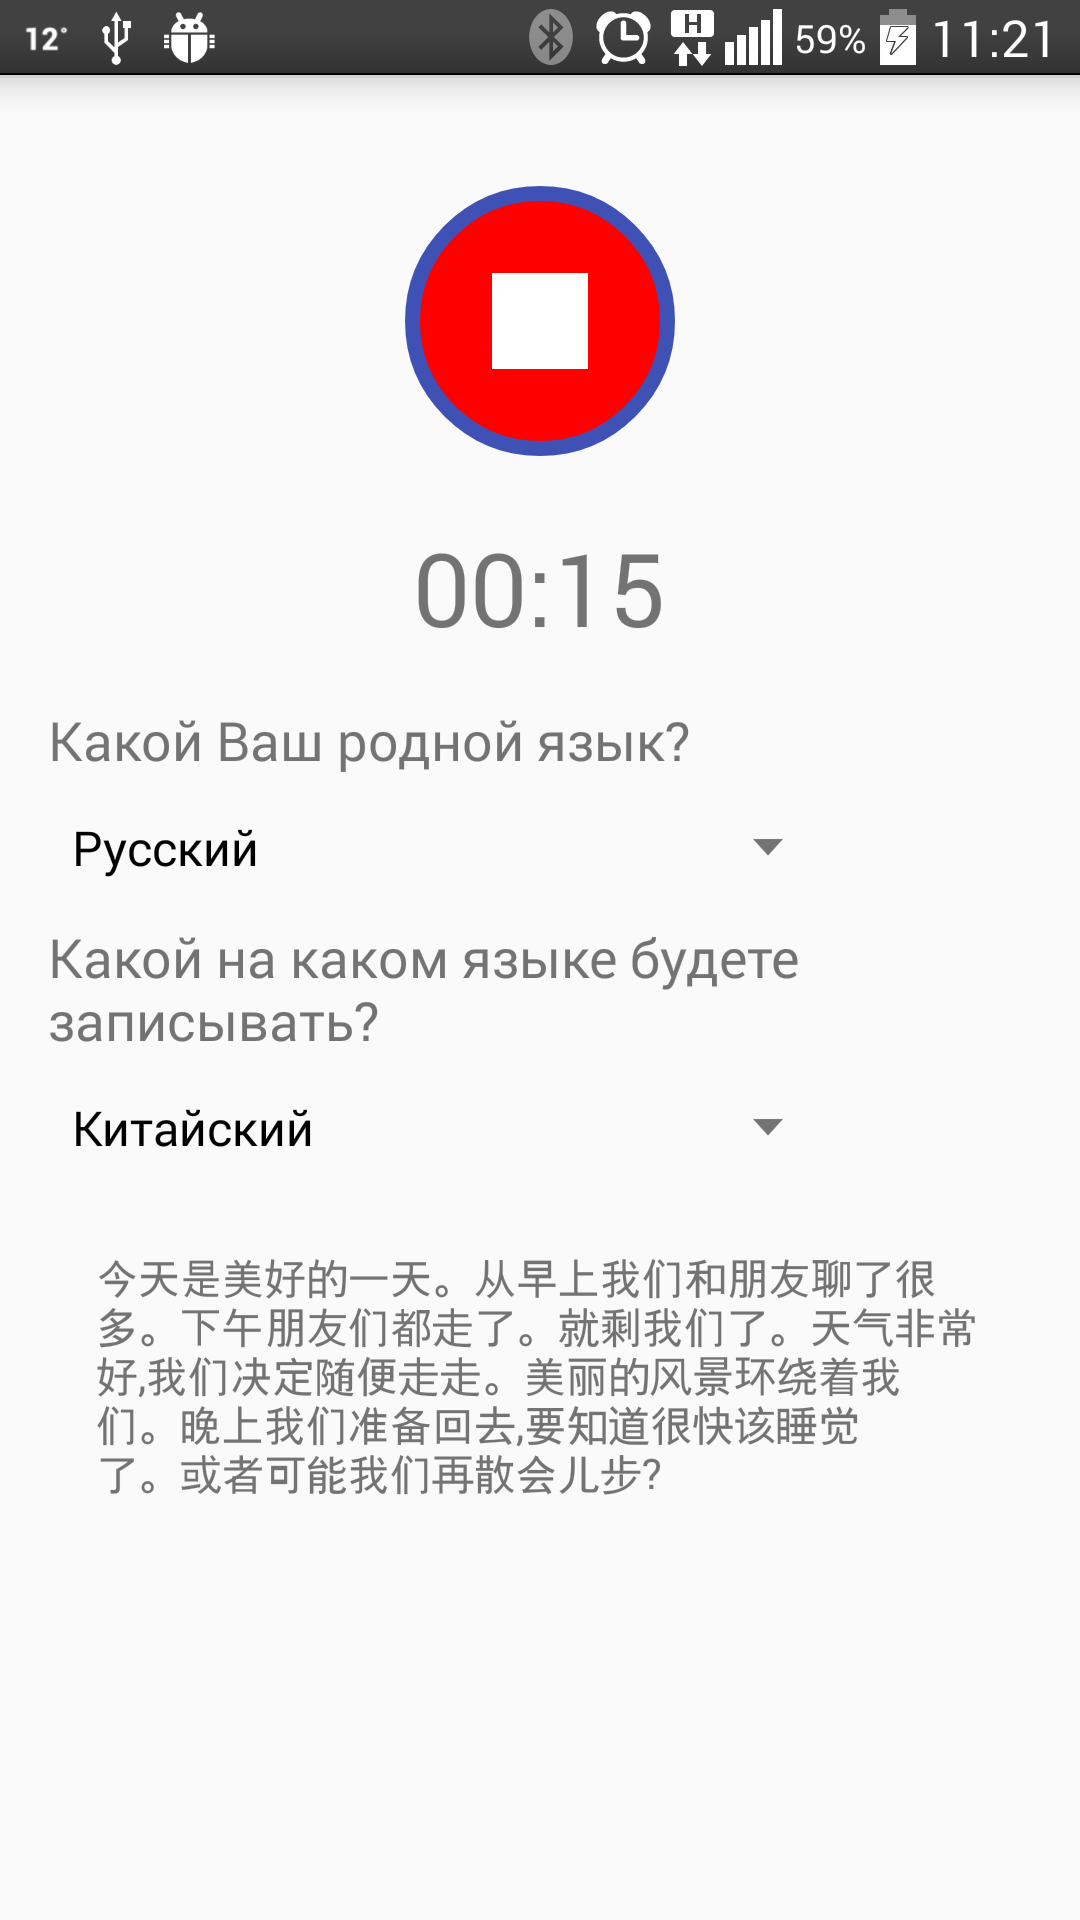 12°
H
59%
11:21
00:15
Какой Ваш родной язык?
Русский
Какой на каком языке будете
записывать?
Китайский
今天是美好的一天。从早上我们和朋友聊了很
多。下午朋友们都走了。就剩我们了。天气非常
好,我们决定随便走走。美丽的风景环绕着我
们。晚上我们准备回去,要知道很快该睡觉
了。或者可能我们再散会儿步?